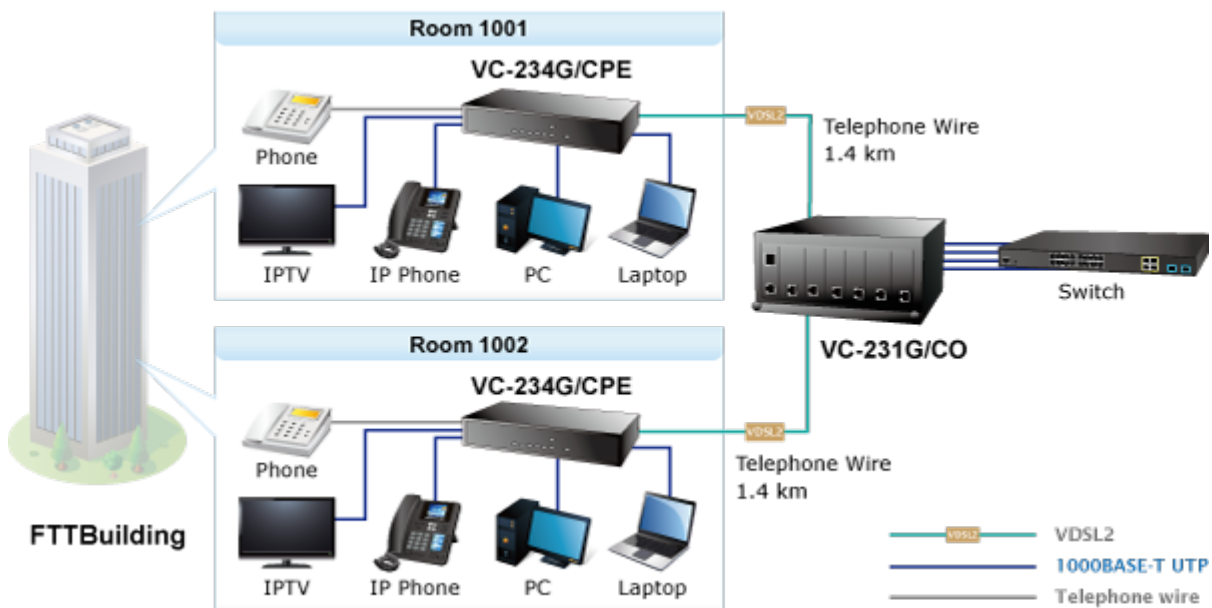 Room 1001
VC-234G/CPE
Phone
IPTV
IP Phone
PC
Laptop
VDSL2
Telephone Wire
1.4 km
Switch
VC-231G/CO
Room 1002
VC-234G/CPE
Phone
IPTV
IP Phone
PC
Laptop
VDSL2
Telephone Wire
1.4 km
FTTBuilding
VDSL2
VDSL2
1000BASE-T UTP
Telephone wire